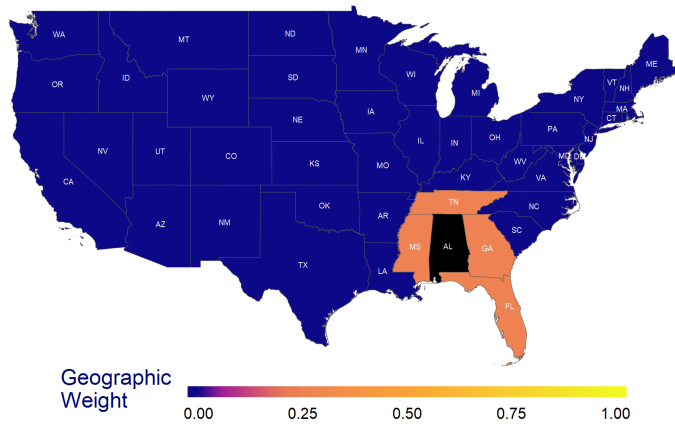 WA
MT
ND
MN
ME
OR
ID
SD
WI
VT
NH
WY
MI
NY
MA
IA
CT
NE
PA
NV
UT
IL
IN
OH
NJ
CO
MD
DE
WV
KS
MO
VA
CA
KY
OK
TN
NC
AZ
NM
AR
SC
MS
AL
GA
TX
LA
FL
Geographic
Weight
0.00 0.25 0.50 0.75 1.00